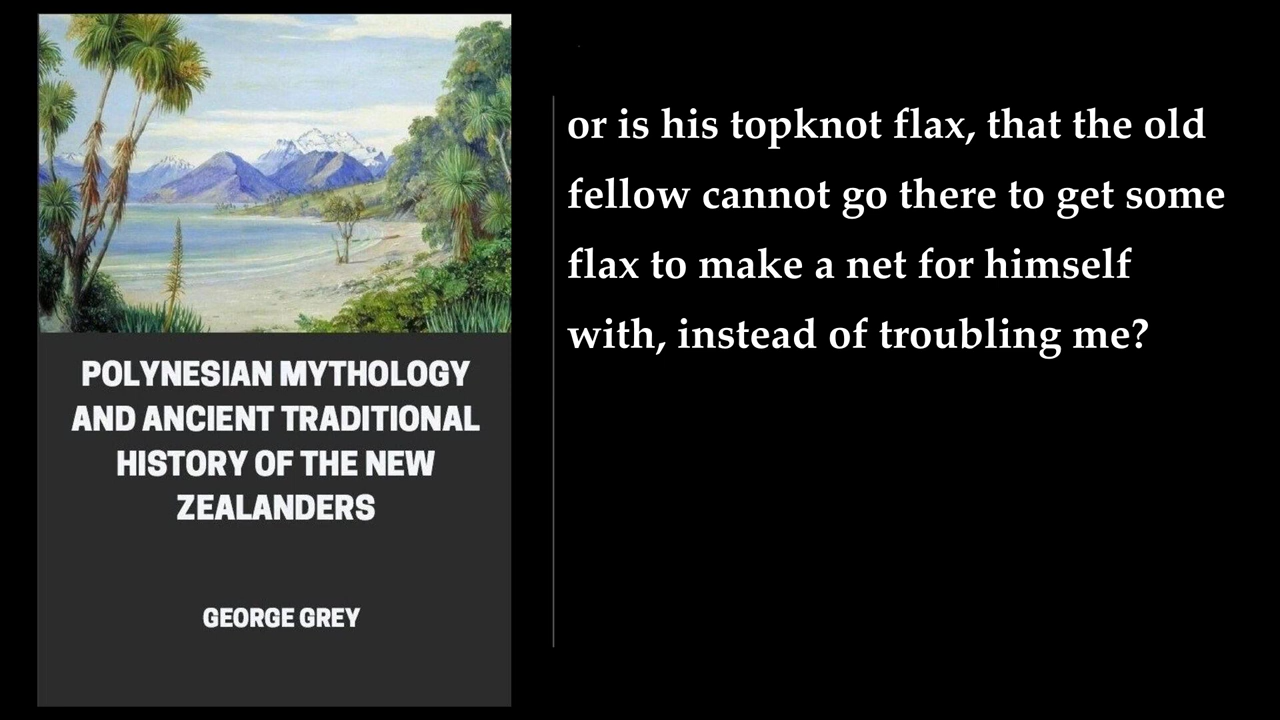 POLYNESIAN MYTHOLOGY
AND ANCIENT TRADITIONAL
HISTORY OF THE NEW
ZEALANDERS
GEORGE GREY
or is his topknot flax, that the old
fellow cannot go there to get some
flax to make a net for himself
with, instead of troubling me?